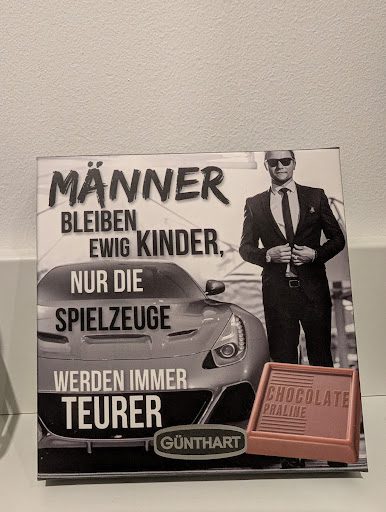 MÄNNER
BLEIBEN
EWIG KINDER,
NUR DIE
SPIELZEUGE
WERDEN IMMER
TEURER
GÜNTHART
CHOCOLATE
PRALINE